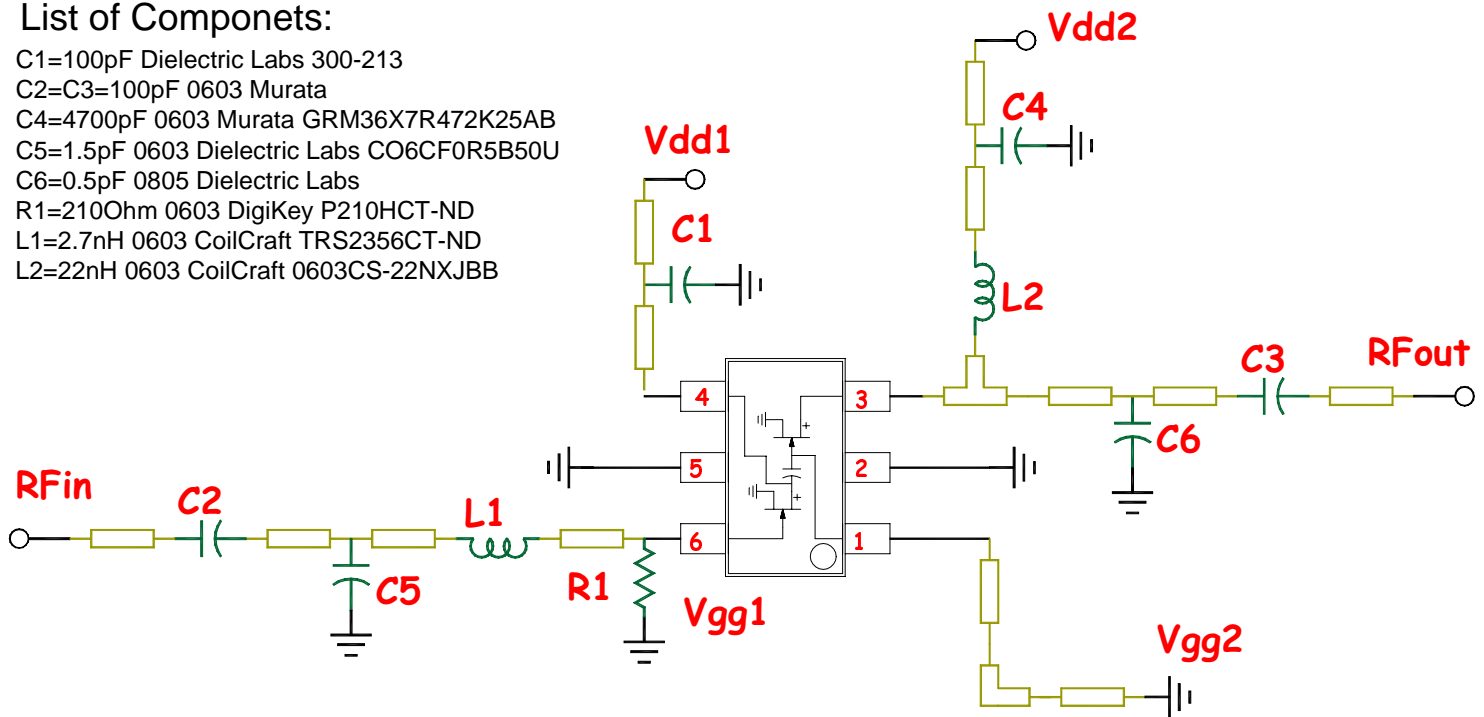 List of Componets:
C1=100pF Dielectric Labs 300-213
C2=C3=100pF 0603 Murata
C4=4700pF 0603 Murata GRM36X7R472K25AB
C5=1.5pF 0603 Dielectric Labs CO6CF0R5B50U
C6=0.5pF 0805 Dielectric Labs
R1=210Ohm 0603 DigiKey P210HCT-ND
L1=2.7nH 0603 CoilCraft TRS2356CT-ND
L2=22nH 0603 CoilCraft 0603CS-22NXJBB
Vdd2
C4
Vdd1
C1
L2
C3
RFout
4
3
C6
5
2
RFin
C2
L1
6
1
C5
R1
Vgg1
Vgg2